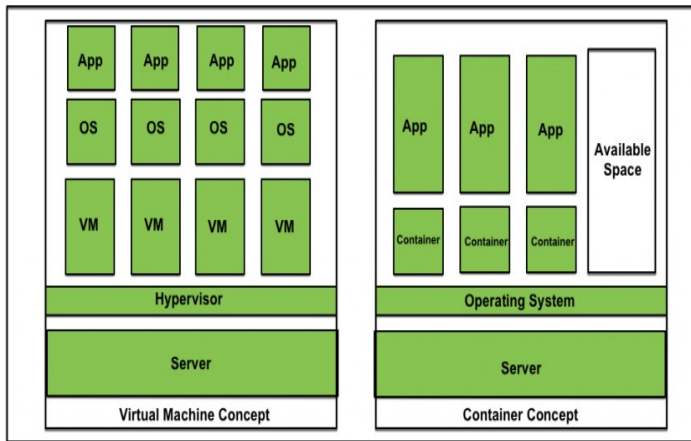 App App App App
OS OS OS OS
VM VM VM VM
Hypervisor
Server
Virtual Machine Concept
App App App
Available
Space
Container Container Container
Operating System
Server
Container Concept